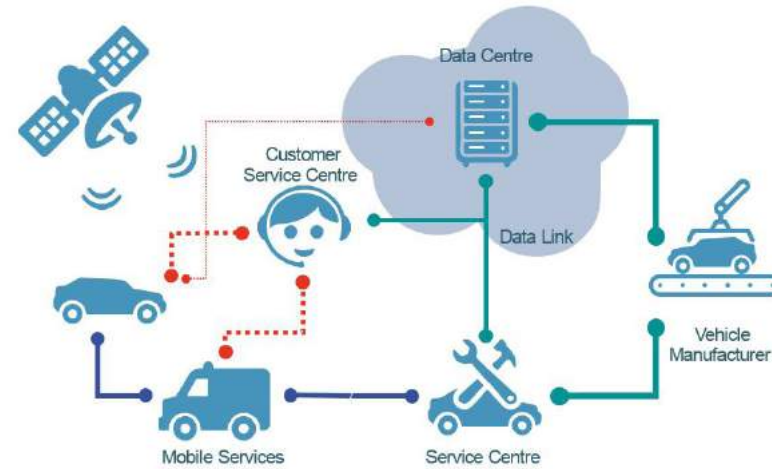 Data Centre
Customer
Service Centre
Data Link
Vehicle
Manufacturer
Mobile Services
Service Centre